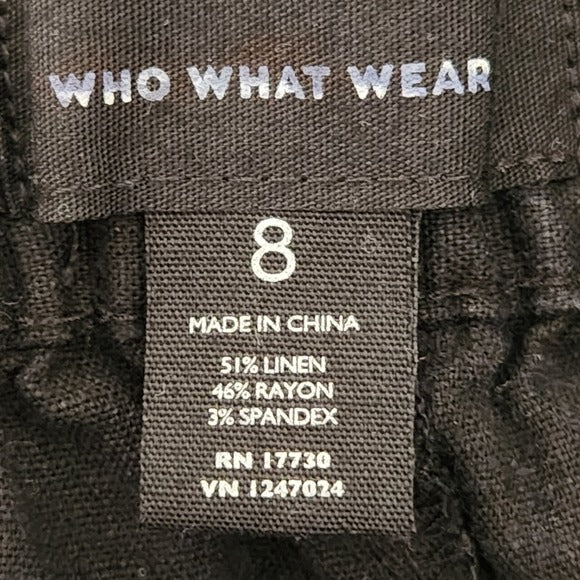 WHO WHAT WEAR
8
MADE IN CHINA
51% LINEN
46% RAYON
3% SPANDEX
RN 17730
VN 1247024